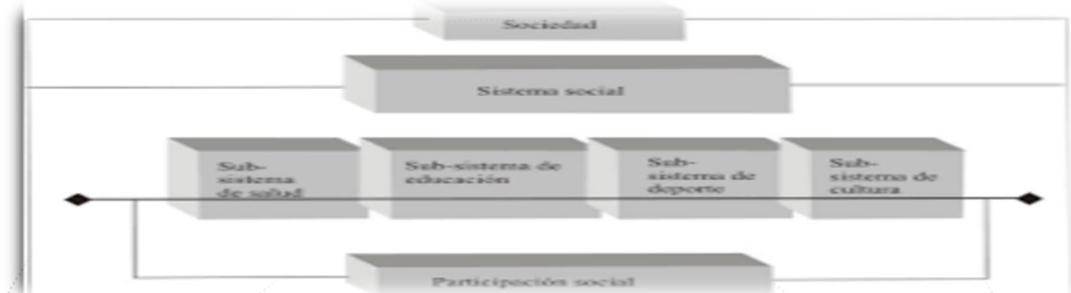 Sociedad
Sistema social
Sub-
sistema
de salud
Sub-sistema de
educación
Sub-
sistema de
deporte
Sub-
sistema de
cultura
Participación social